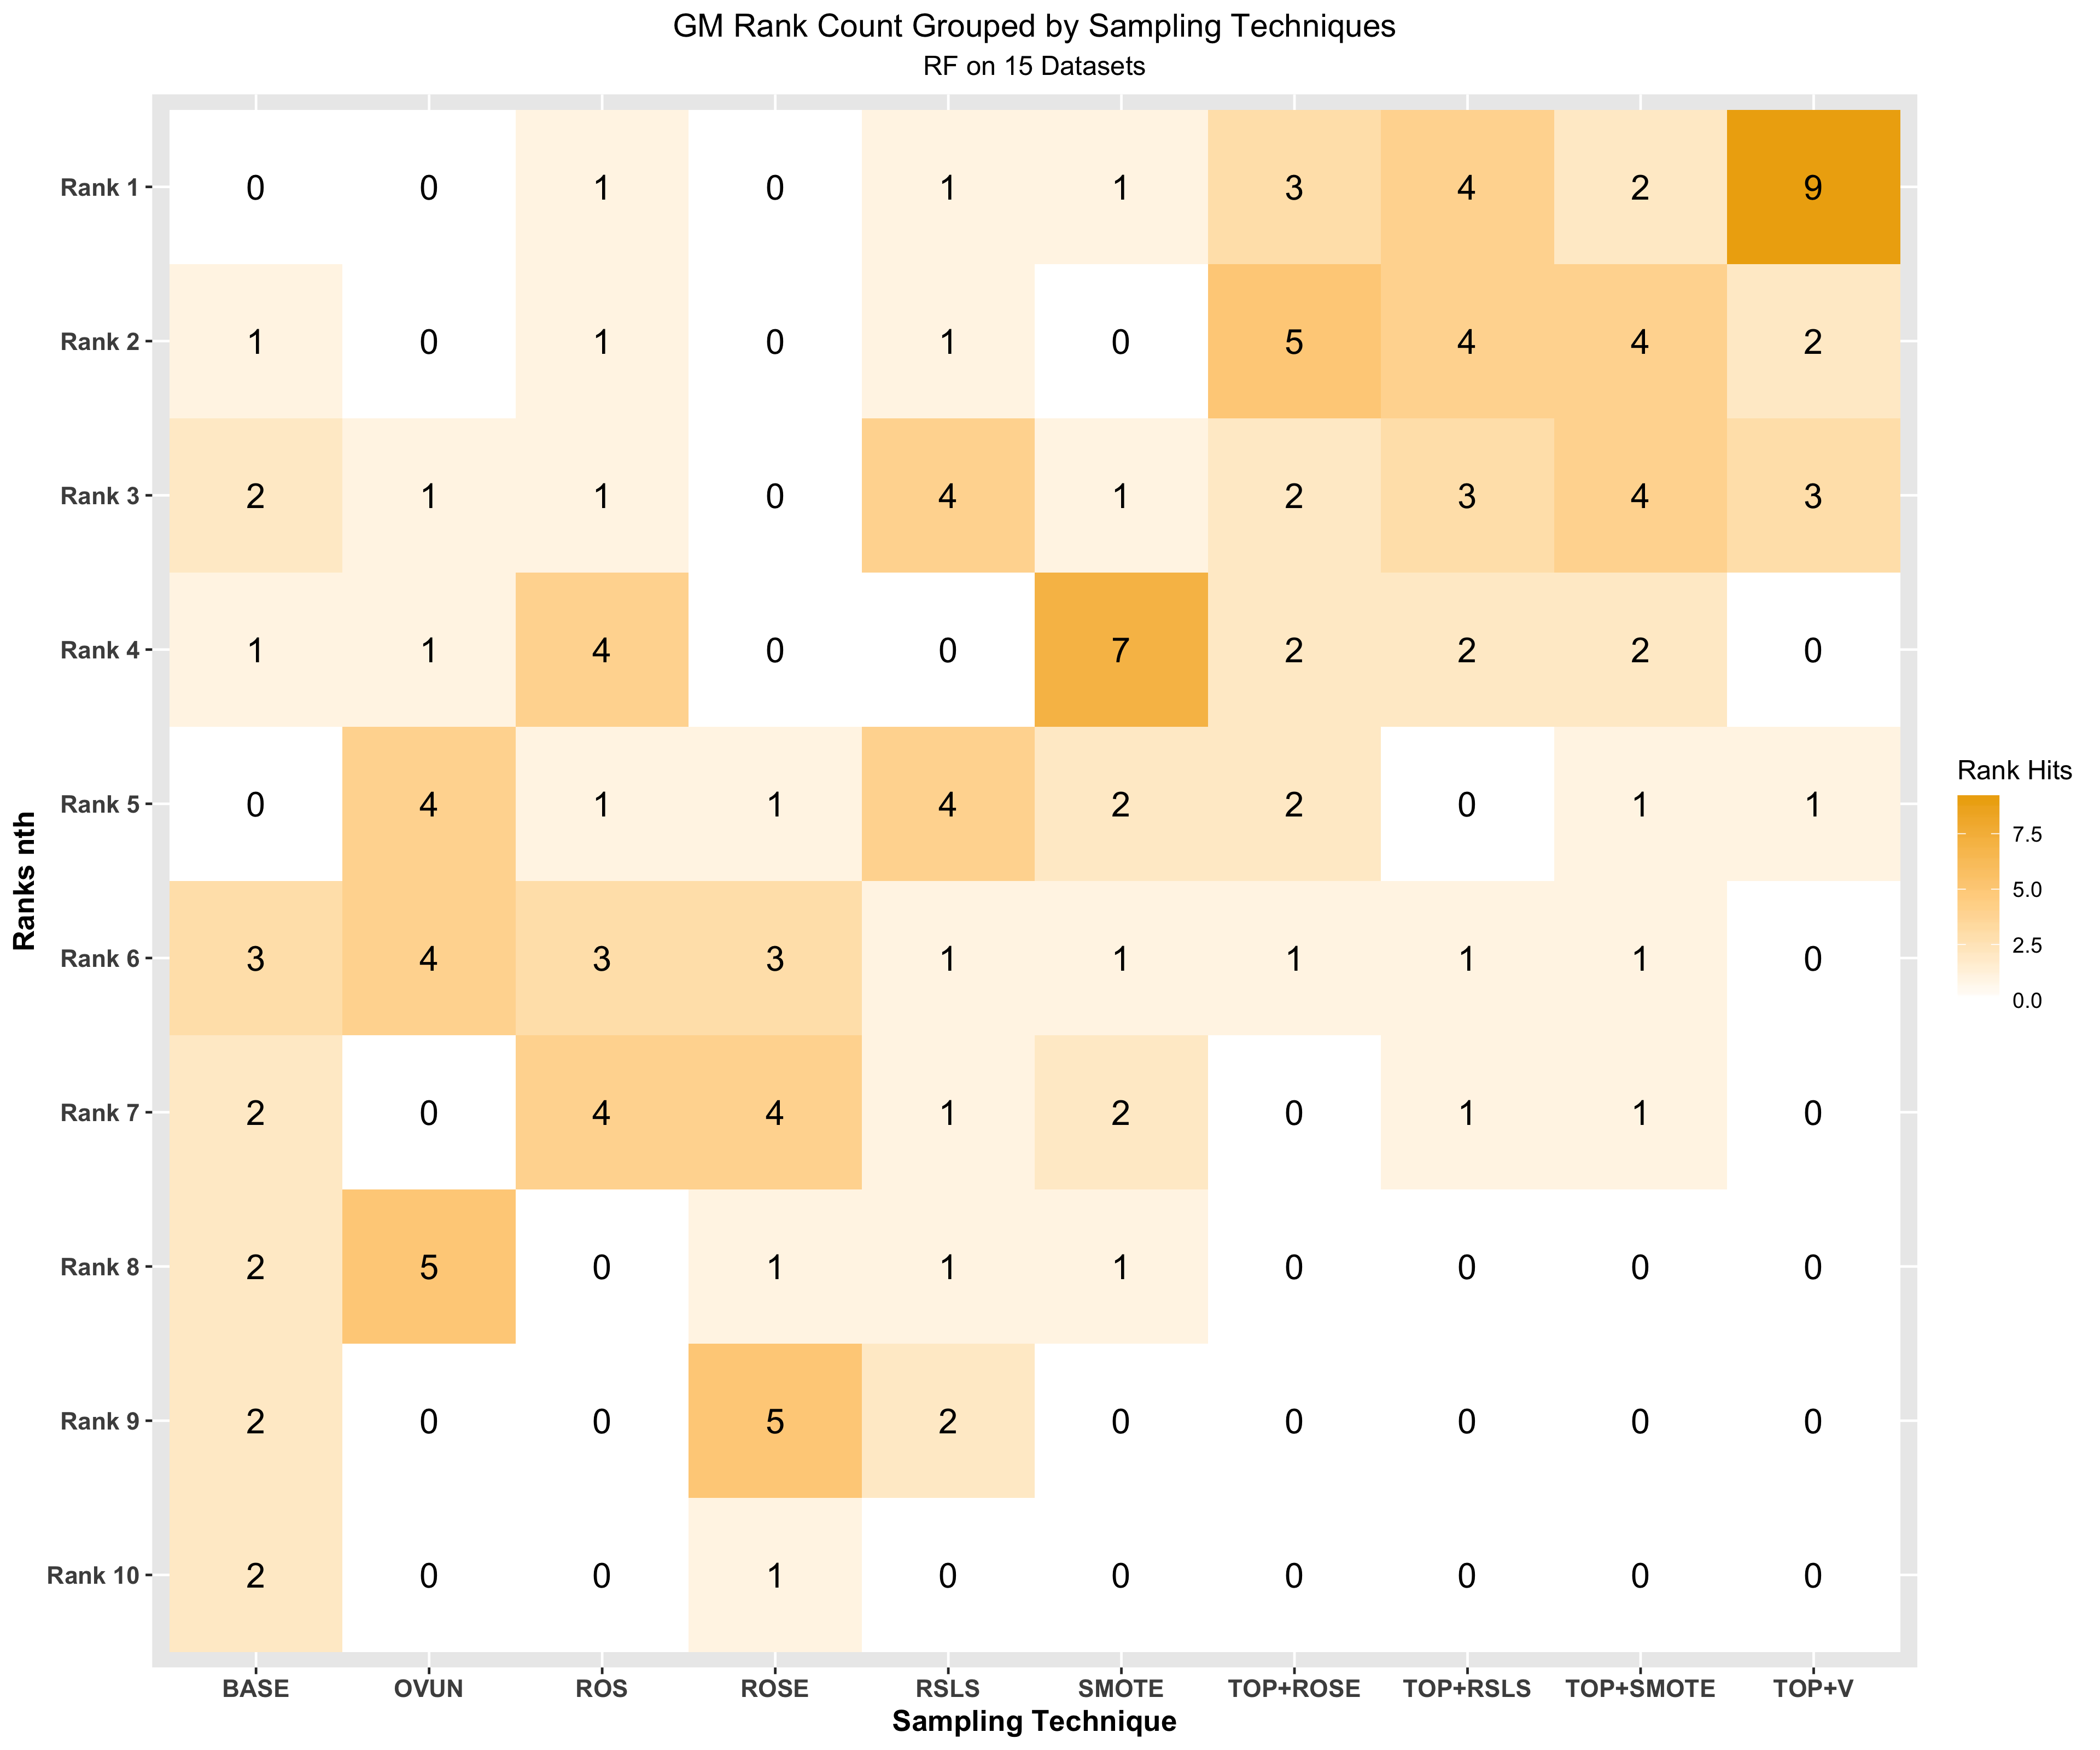 GM Rank Count Grouped by Sampling Techniques
RF on 15 Datasets
Rank 1 0 0 1 0 1 1 3 4 2 9
Rank 2 1 0 1 0 1 0 5 4 4 2
Rank 3 2 1 1 0 4 1 2 3 4 3
Rank 4 1 1 4 0 0 7 2 2 2 0
Rank 5 0 4 1 1 4 2 2 0 1 1
Rank 6 3 4 3 3 1 1 1 1 1 0
Rank 7 2 0 4 4 1 2 0 1 1 0
Rank 8 2 5 0 1 1 1 0 0 0 0
Rank 9 2 0 0 5 2 0 0 0 0 0
Rank 10 2 0 0 1 0 0 0 0 0 0
BASE OVUN ROS ROSE RSLS SMOTE TOP+ROSE TOP+RSLS TOP+SMOTE TOP+V
Sampling Technique
Ranks nth
Rank Hits
7.5
5.0
2.5
0.0